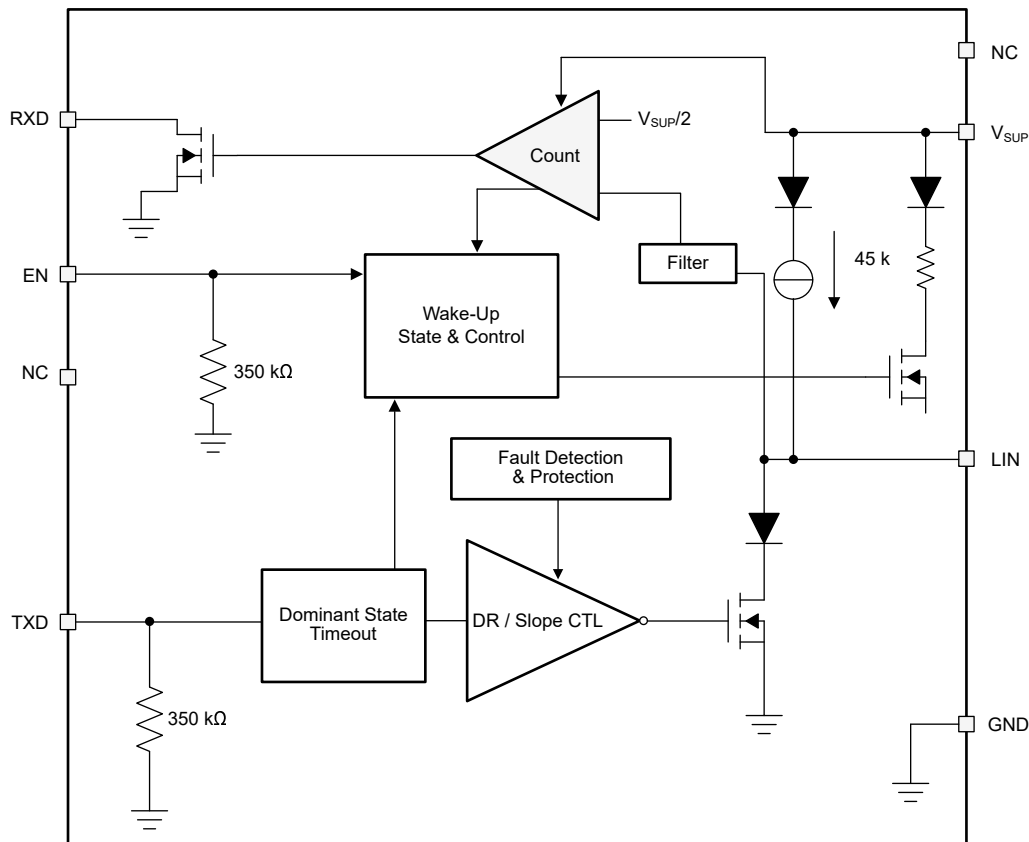 NC
RXD
V_SUP/2
V_SUP
Count
Filter
45 k
EN
Wake-Up
State & Control
NC
350 kΩ
Fault Detection
& Protection
LIN
TXD
Dominant State
Timeout
DR / Slope CTL
350 kΩ
GND